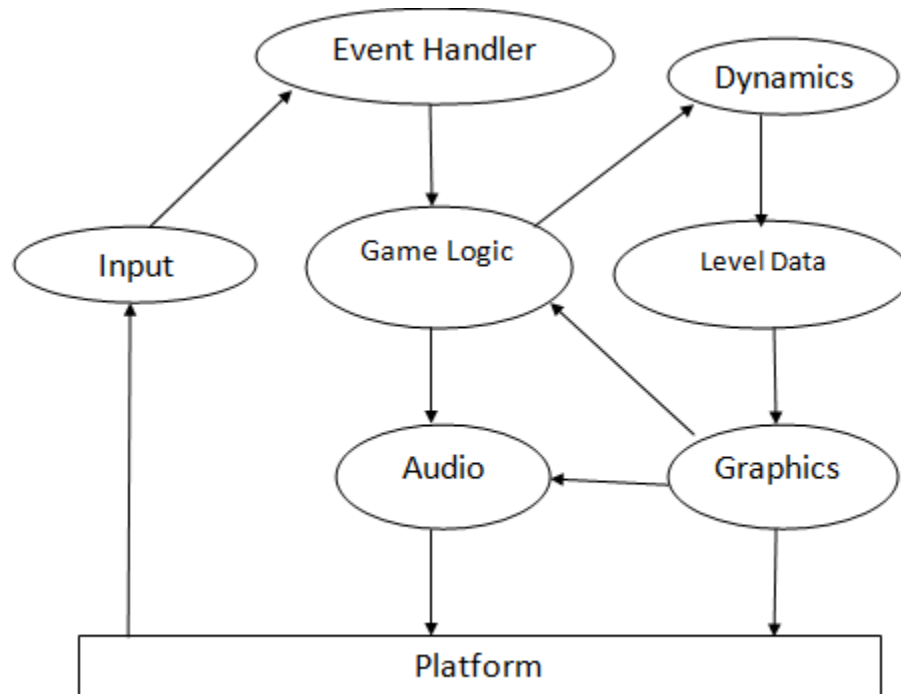 Event Handler
Dynamics
Input
Game Logic
Level Data
Audio
Graphics
Platform